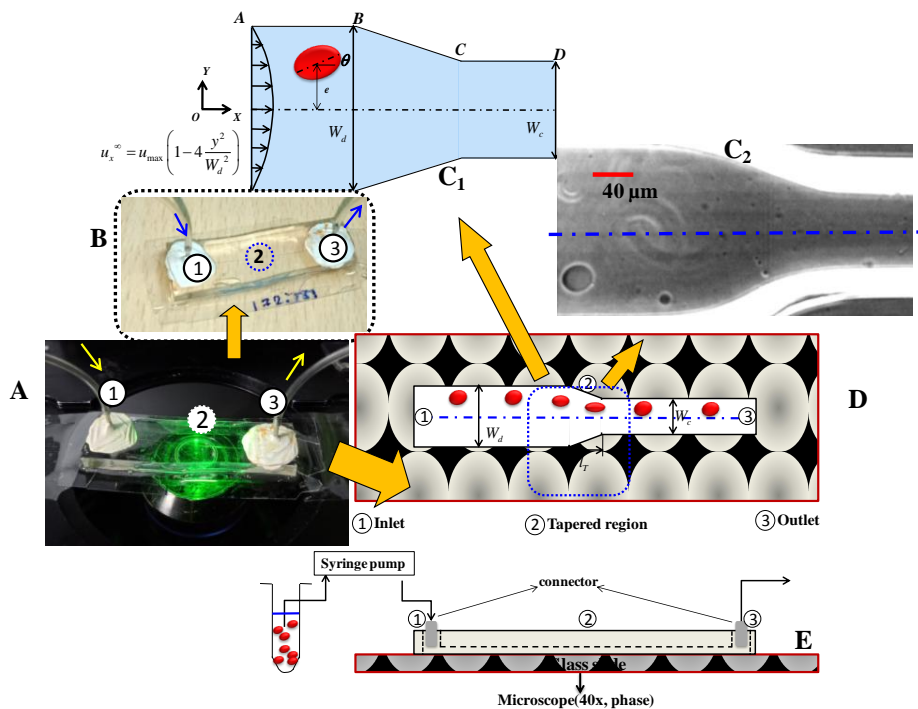 A
B
C
D
θ
e
Y
O
X
W_d
W_c
u_x^∞ = u_max (1−4 y²/W_d²)
C₁
C₂
40 μm
B
1
2
3
172.231
A
1
2
3
D
1
2
3
W_d
W_c
l_T
① Inlet
② Tapered region
③ Outlet
Syringe pump
connector
1
2
3
E
Glass slide
Microscope(40x, phase)